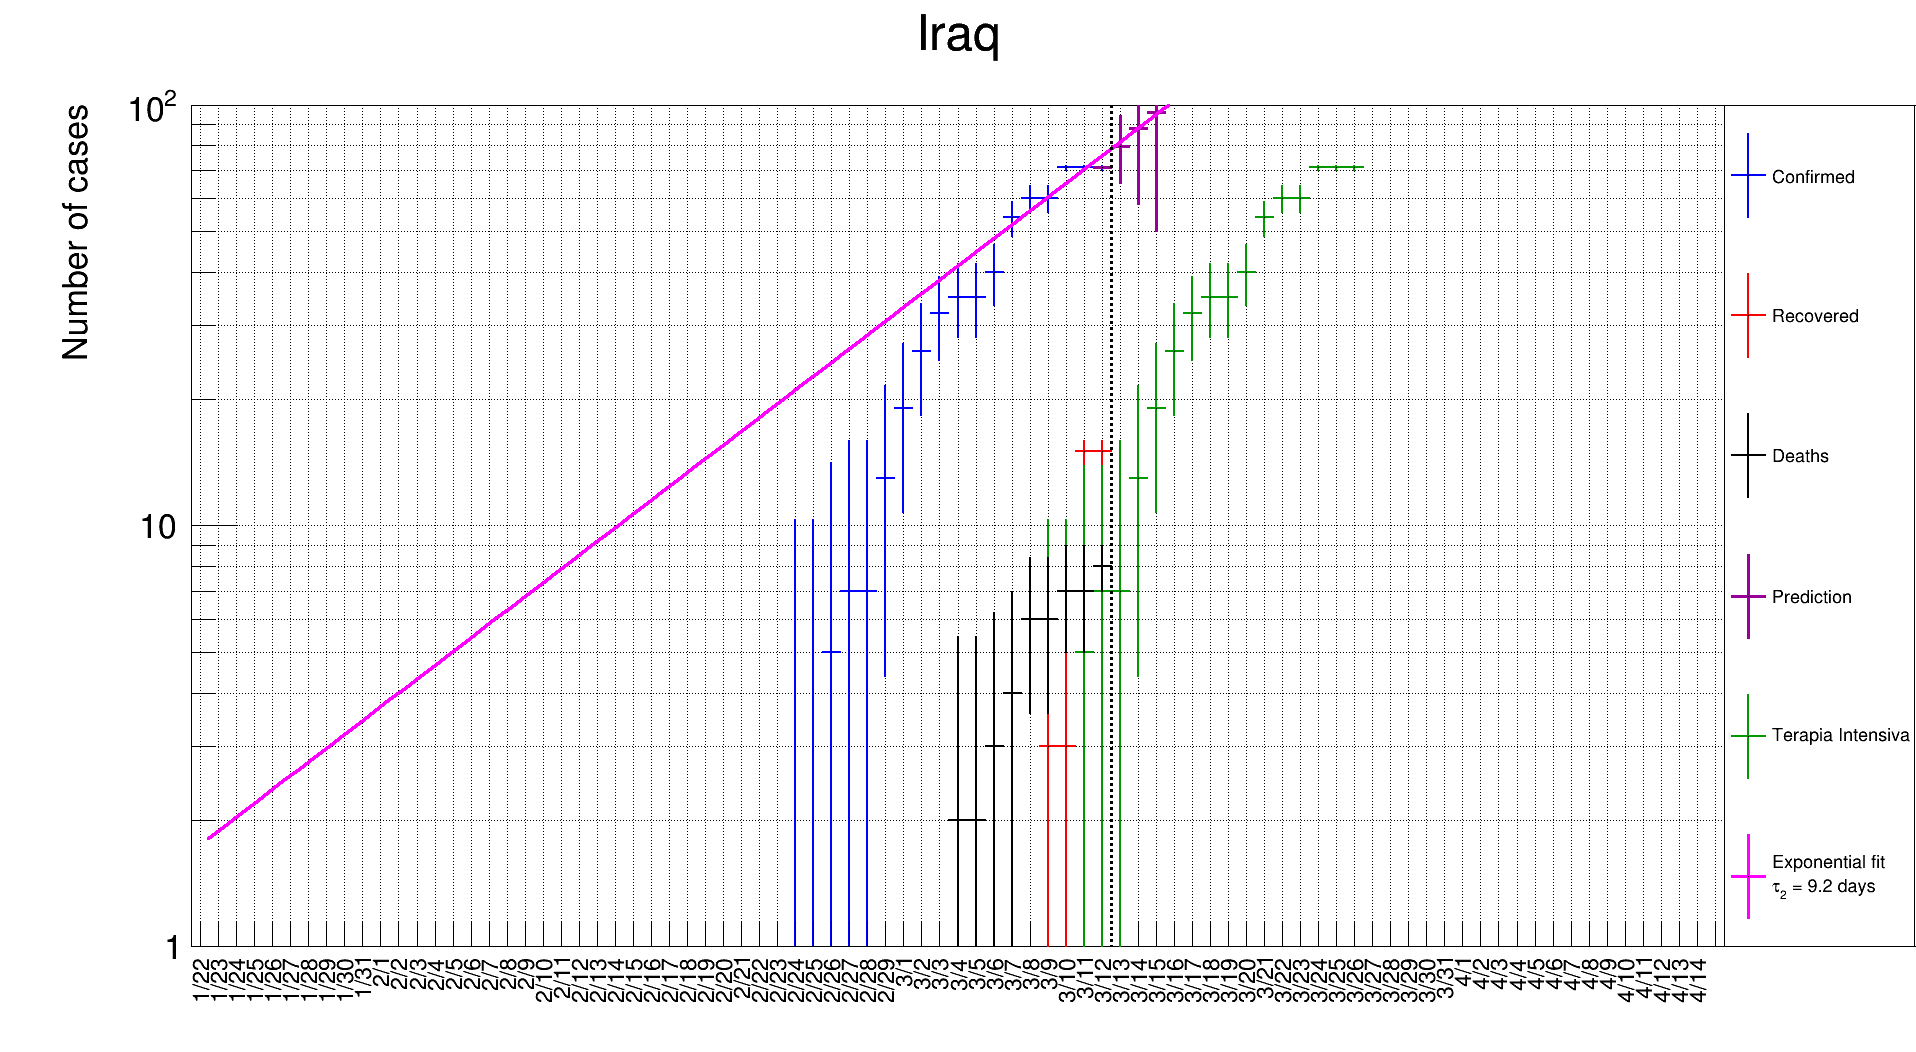 Iraq
Number of cases
10²
10
1
1/22 1/23 1/24 1/25 1/26 1/27 1/28 1/29 1/30 1/31 2/1 2/2 2/3 2/4 2/5 2/6 2/7 2/8 2/9 2/10 2/11 2/12 2/13 2/14 2/15 2/16 2/17 2/18 2/19 2/20 2/21 2/22 2/23 2/24 2/25 2/26 2/27 2/28 2/29 3/1 3/2 3/3 3/4 3/5 3/6 3/7 3/8 3/9 3/10 3/11 3/12 3/13 3/14 3/15 3/16 3/17 3/18 3/19 3/20 3/21 3/22 3/23 3/24 3/25 3/26 3/27 3/28 3/29 3/30 3/31 4/1 4/2 4/3 4/4 4/5 4/6 4/7 4/8 4/9 4/10 4/11 4/12 4/13 4/14
Confirmed
Recovered
Deaths
Prediction
Terapia Intensiva
Exponential fit
τ₂ = 9.2 days